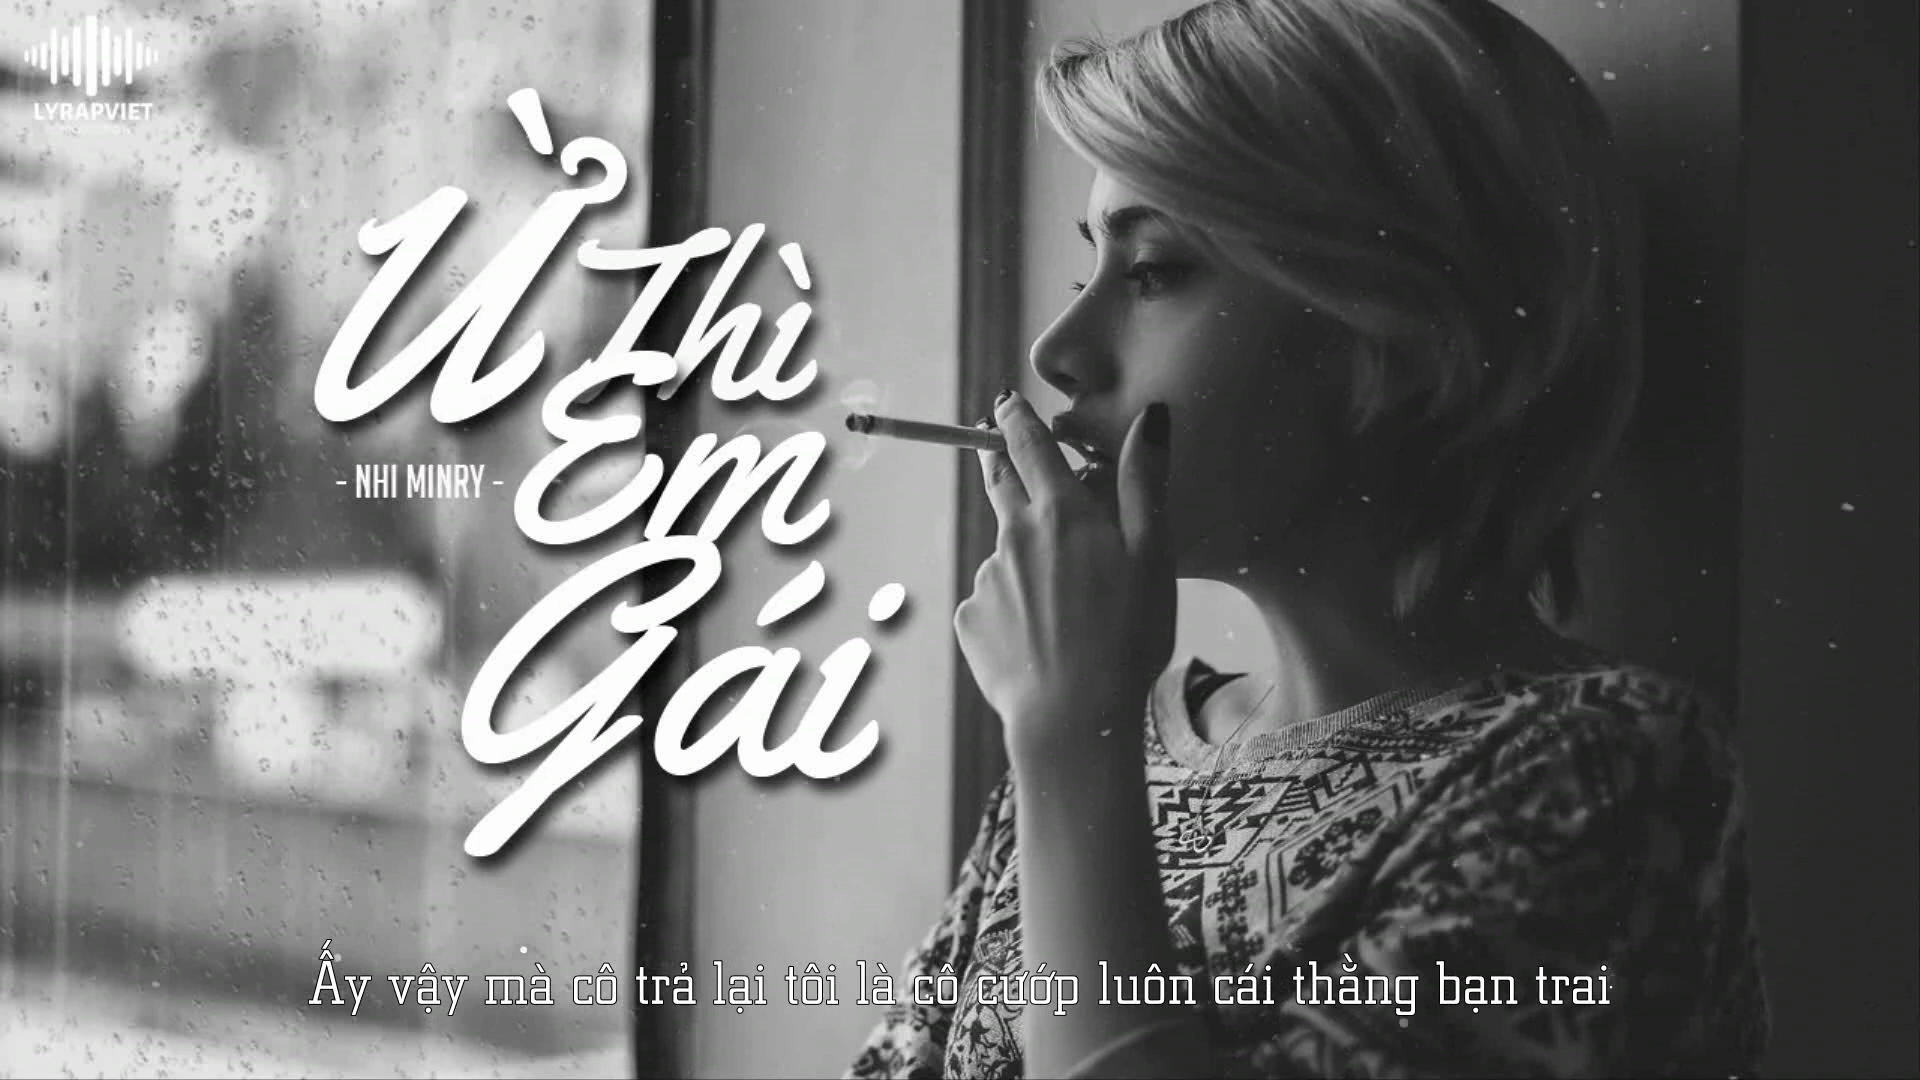 LYRAPVIET
Ừ Thì
Em
Gái
- NHI MINRY -
Ấy vậy mà cô trả lại tôi là cô cướp luôn cái thằng bạn trai